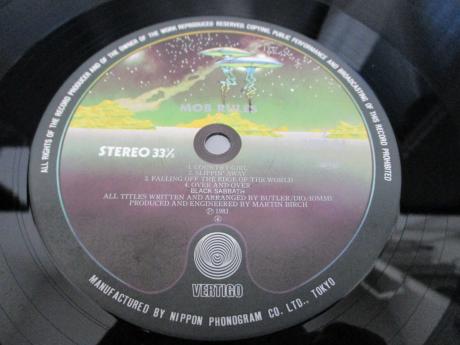 ALL RIGHTS OF THE RECORD PRODUCER AND OF THE OWNER OF THE WORK REPRODUCED RESERVED. COPYING, PUBLIC PERFORMANCE AND BROADCASTING OF THIS RECORD PROHIBITED
MOB RULES
STEREO 33⅓
1. COUNTRY GIRL
2. SLIPPIN' AWAY
3. FALLING OFF THE EDGE OF THE WORLD
4. OVER AND OVER
BLACK SABBATH
ALL TITLES WRITTEN AND ARRANGED BY BUTLER/DIO/IOMMI
PRODUCED AND ENGINEERED BY MARTIN BIRCH
Ⓟ 1981
VERTIGO
MANUFACTURED BY NIPPON PHONOGRAM CO. LTD., TOKYO